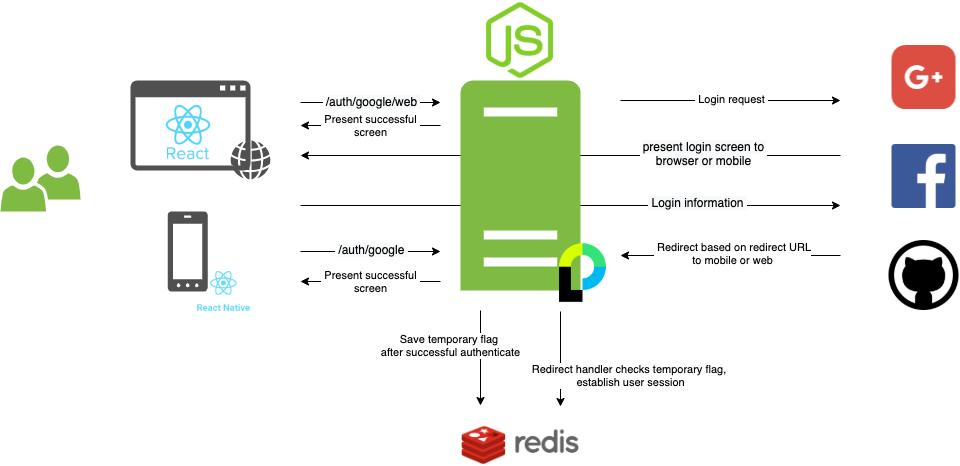 JS
/auth/google/web
Present successful
screen
React
Login request
G+
present login screen to
browser or mobile
f
Login information
/auth/google
Present successful
screen
React Native
Redirect based on redirect URL
to mobile or web
Save temporary flag
after successful authenticate
Redirect handler checks temporary flag,
establish user session
redis